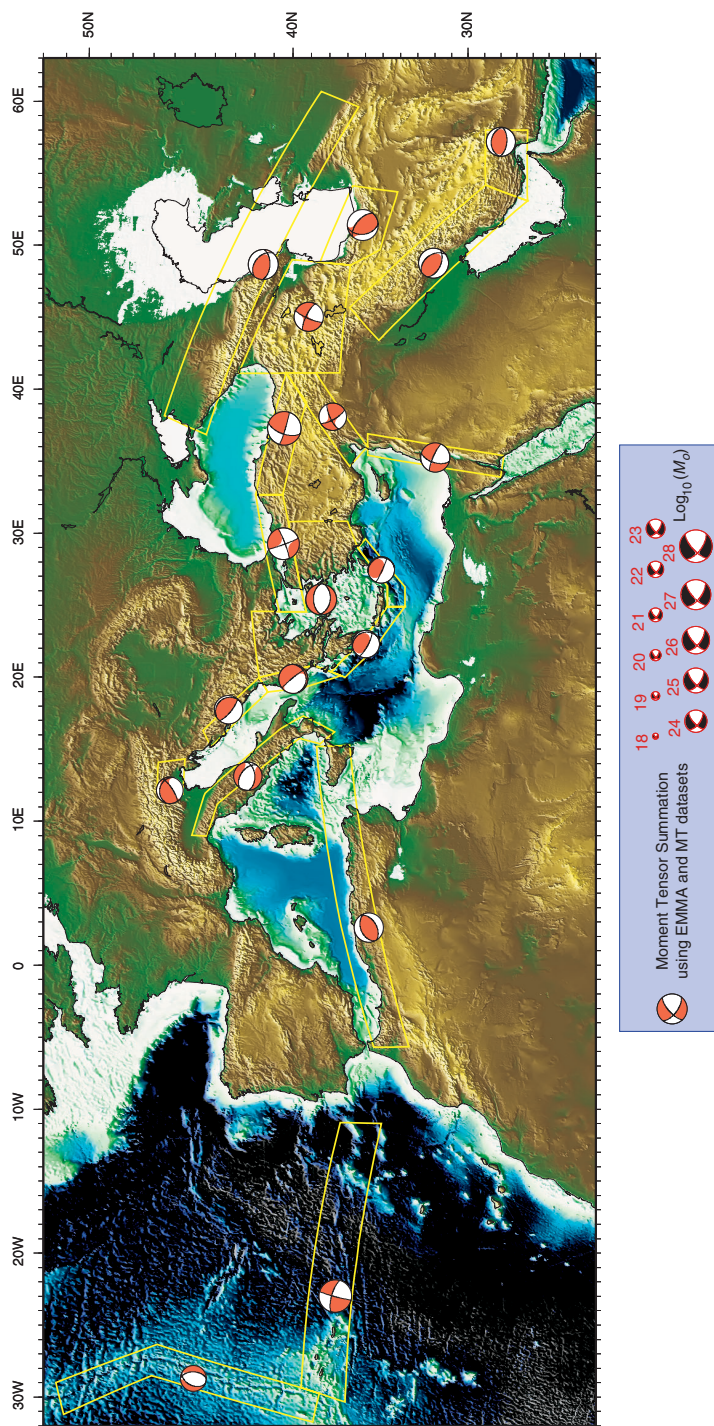 50N
40N
30N
60E
50E
40E
30E
20E
10E
0
10W
20W
30W
Moment Tensor Summation
using EMMA and MT datasets
18 19 20 21 22 23
24 25 26 27 28
Log10(Mo)